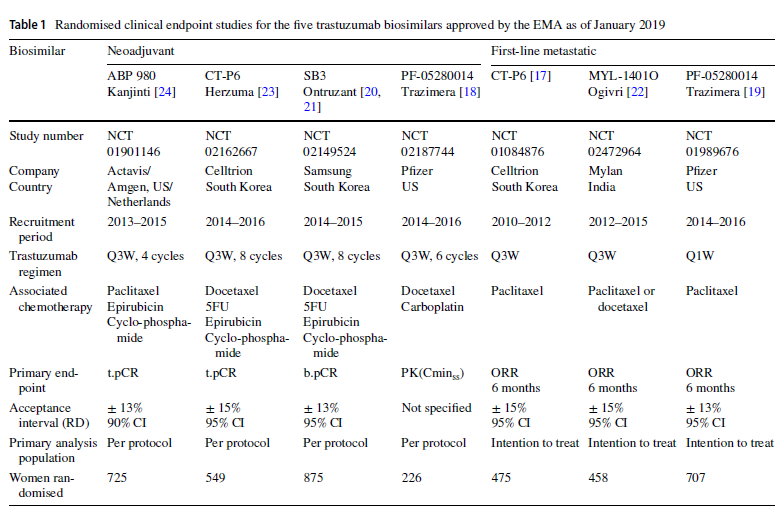 Table 1 Randomised clinical endpoint studies for the five trastuzumab biosimilars approved by the EMA as of January 2019
Biosimilar Neoadjuvant First-line metastatic
ABP 980 CT-P6 SB3 PF-05280014 CT-P6 [17] MYL-1401O PF-05280014
Kanjinti [24] Herzuma [23] Ontruzant [20, Trazimera [18] Ogivri [22] Trazimera [19]
21]
Study number NCT NCT NCT NCT NCT NCT NCT
01901146 02162667 02149524 02187744 01084876 02472964 01989676
Company Actavis/ Celltrion Samsung Pfizer Celltrion Mylan Pfizer
Country Amgen, US/ South Korea South Korea US South Korea India US
Netherlands
Recruitment 2013–2015 2014–2016 2014–2015 2014–2016 2010–2012 2012–2015 2014–2016
period
Trastuzumab Q3W, 4 cycles Q3W, 8 cycles Q3W, 8 cycles Q3W, 6 cycles Q3W Q3W Q1W
regimen
Associated Paclitaxel Docetaxel Docetaxel Docetaxel Paclitaxel Paclitaxel or Paclitaxel
chemotherapy Epirubicin 5FU 5FU Carboplatin docetaxel
Cyclo-phospha- Epirubicin Epirubicin
mide Cyclo-phospha- Cyclo-phospha-
mide mide
Primary end- t.pCR t.pCR b.pCR PK(Cminss) ORR ORR ORR
point 6 months 6 months 6 months
Acceptance ± 13% ± 15% ± 13% Not specified ± 15% ± 15% ± 13%
interval (RD) 90% CI 95% CI 95% CI 95% CI 95% CI 95% CI
Primary analysis Per protocol Per protocol Per protocol Per protocol Intention to treat Intention to treat Intention to treat
population
Women ran- 725 549 875 226 475 458 707
domised